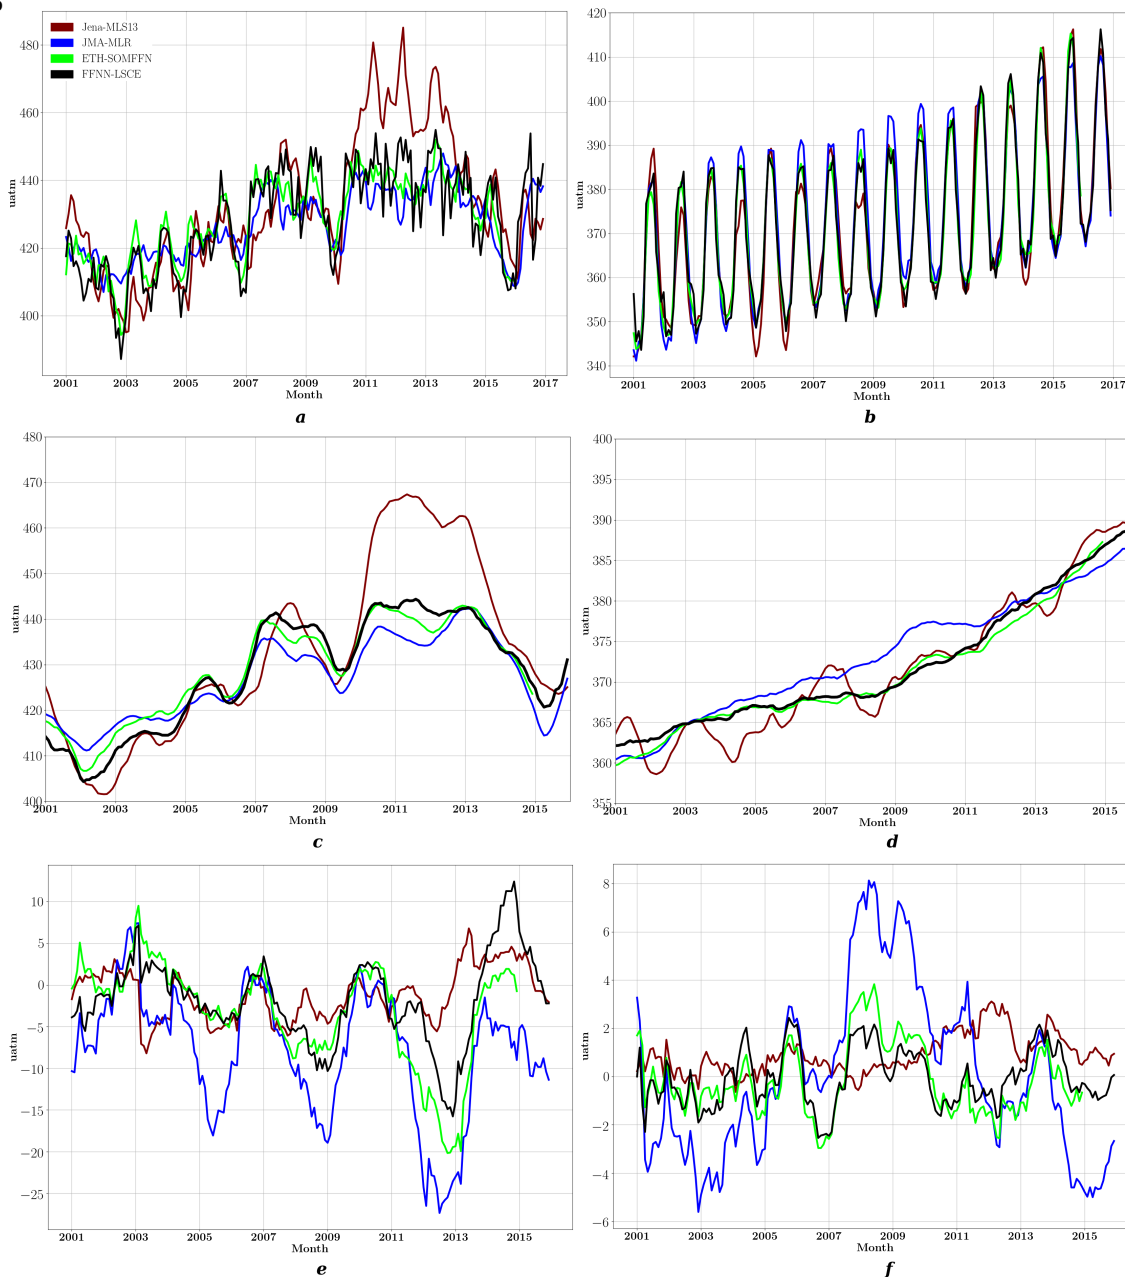 Jena-MLS13
JMA-MLR
ETH-SOMFFN
FFNN-LSCE
480
460
440
420
400
uatm
2001 2003 2005 2007 2009 2011 2013 2015 2017
Month
a
420
410
400
390
380
370
360
350
340
uatm
2001 2003 2005 2007 2009 2011 2013 2015 2017
Month
b
480
470
460
450
440
430
420
410
400
uatm
2001 2003 2005 2007 2009 2011 2013 2015
Month
c
400
395
390
385
380
375
370
365
360
355
uatm
2001 2003 2005 2007 2009 2011 2013 2015
Month
d
10
5
0
−5
−10
−15
−20
−25
uatm
2001 2003 2005 2007 2009 2011 2013 2015
Month
e
8
6
4
2
0
−2
−4
−6
uatm
2001 2003 2005 2007 2009 2011 2013 2015
Month
f